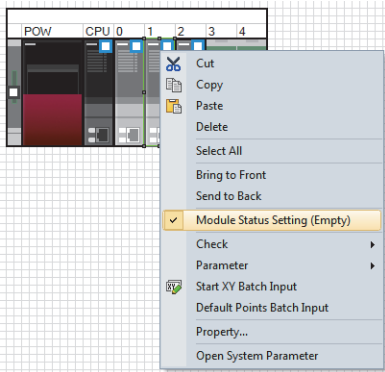 POW CPU 0 1 2 3 4
Cut
Copy
Paste
Delete
Select All
Bring to Front
Send to Back
Module Status Setting (Empty)
Check
Parameter
Start XY Batch Input
Default Points Batch Input
Property...
Open System Parameter